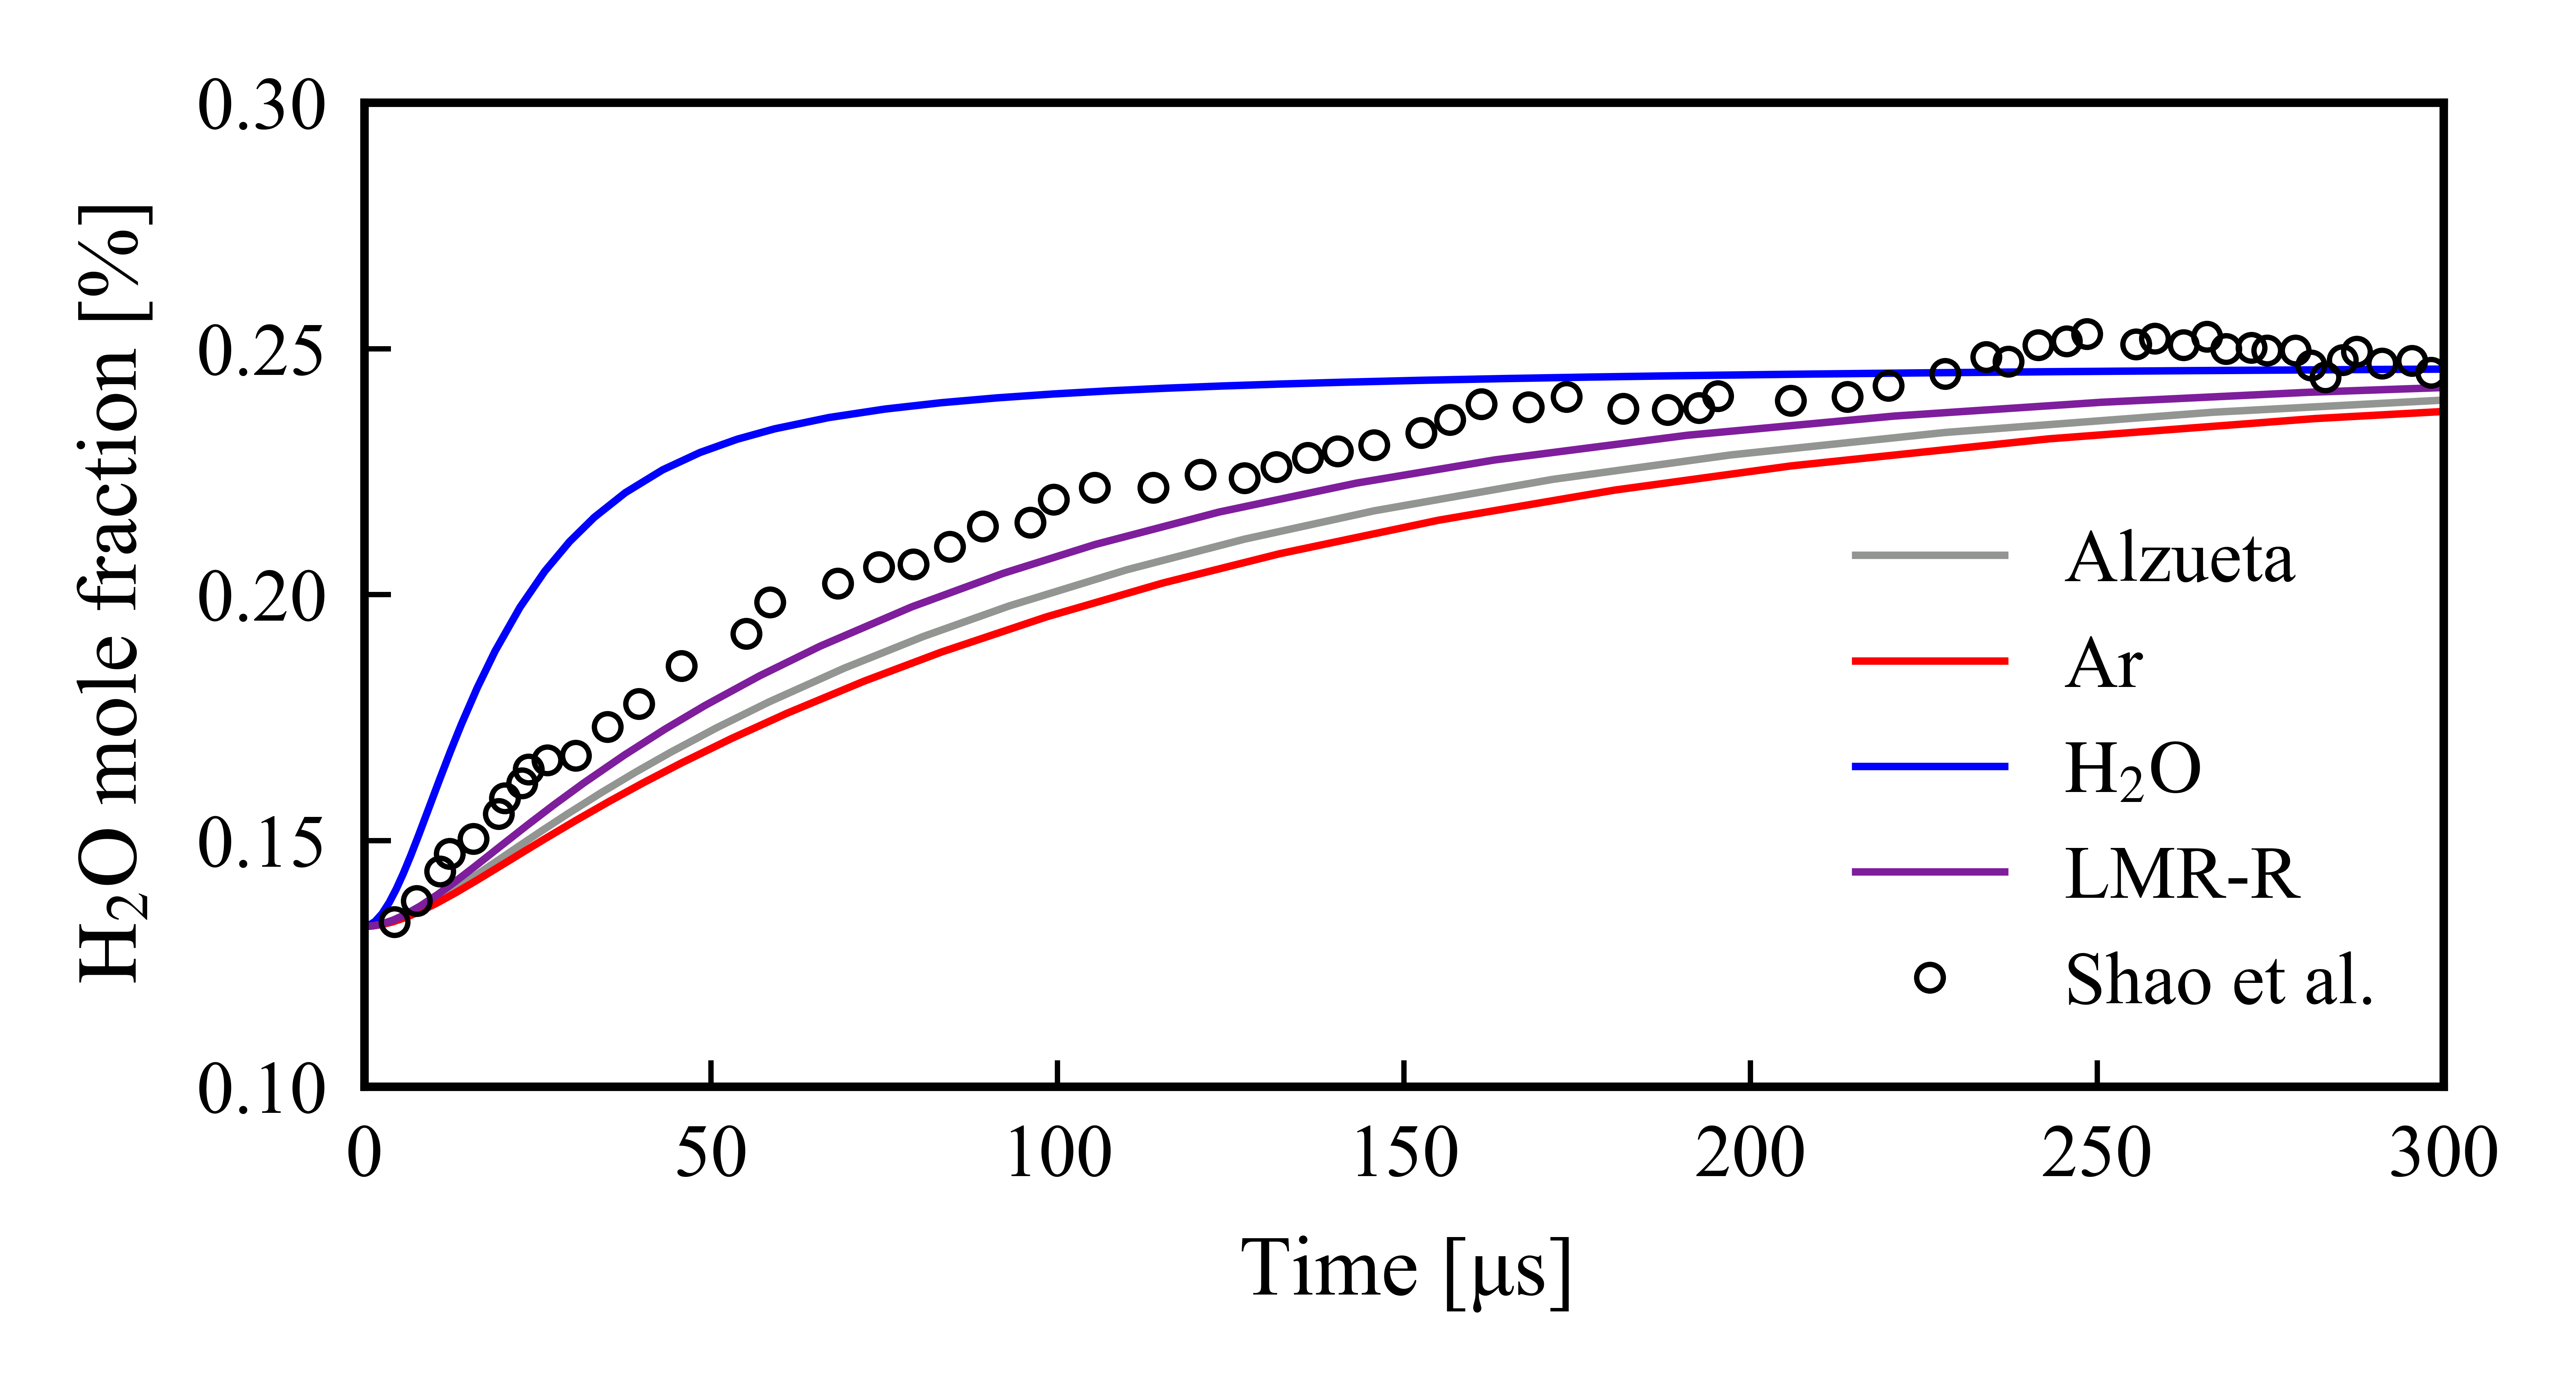 H₂O mole fraction [%]
0.30
0.25
0.20
0.15
0.10
0 50 100 150 200 250 300
Time [μs]
Alzueta
Ar
H₂O
LMR-R
Shao et al.